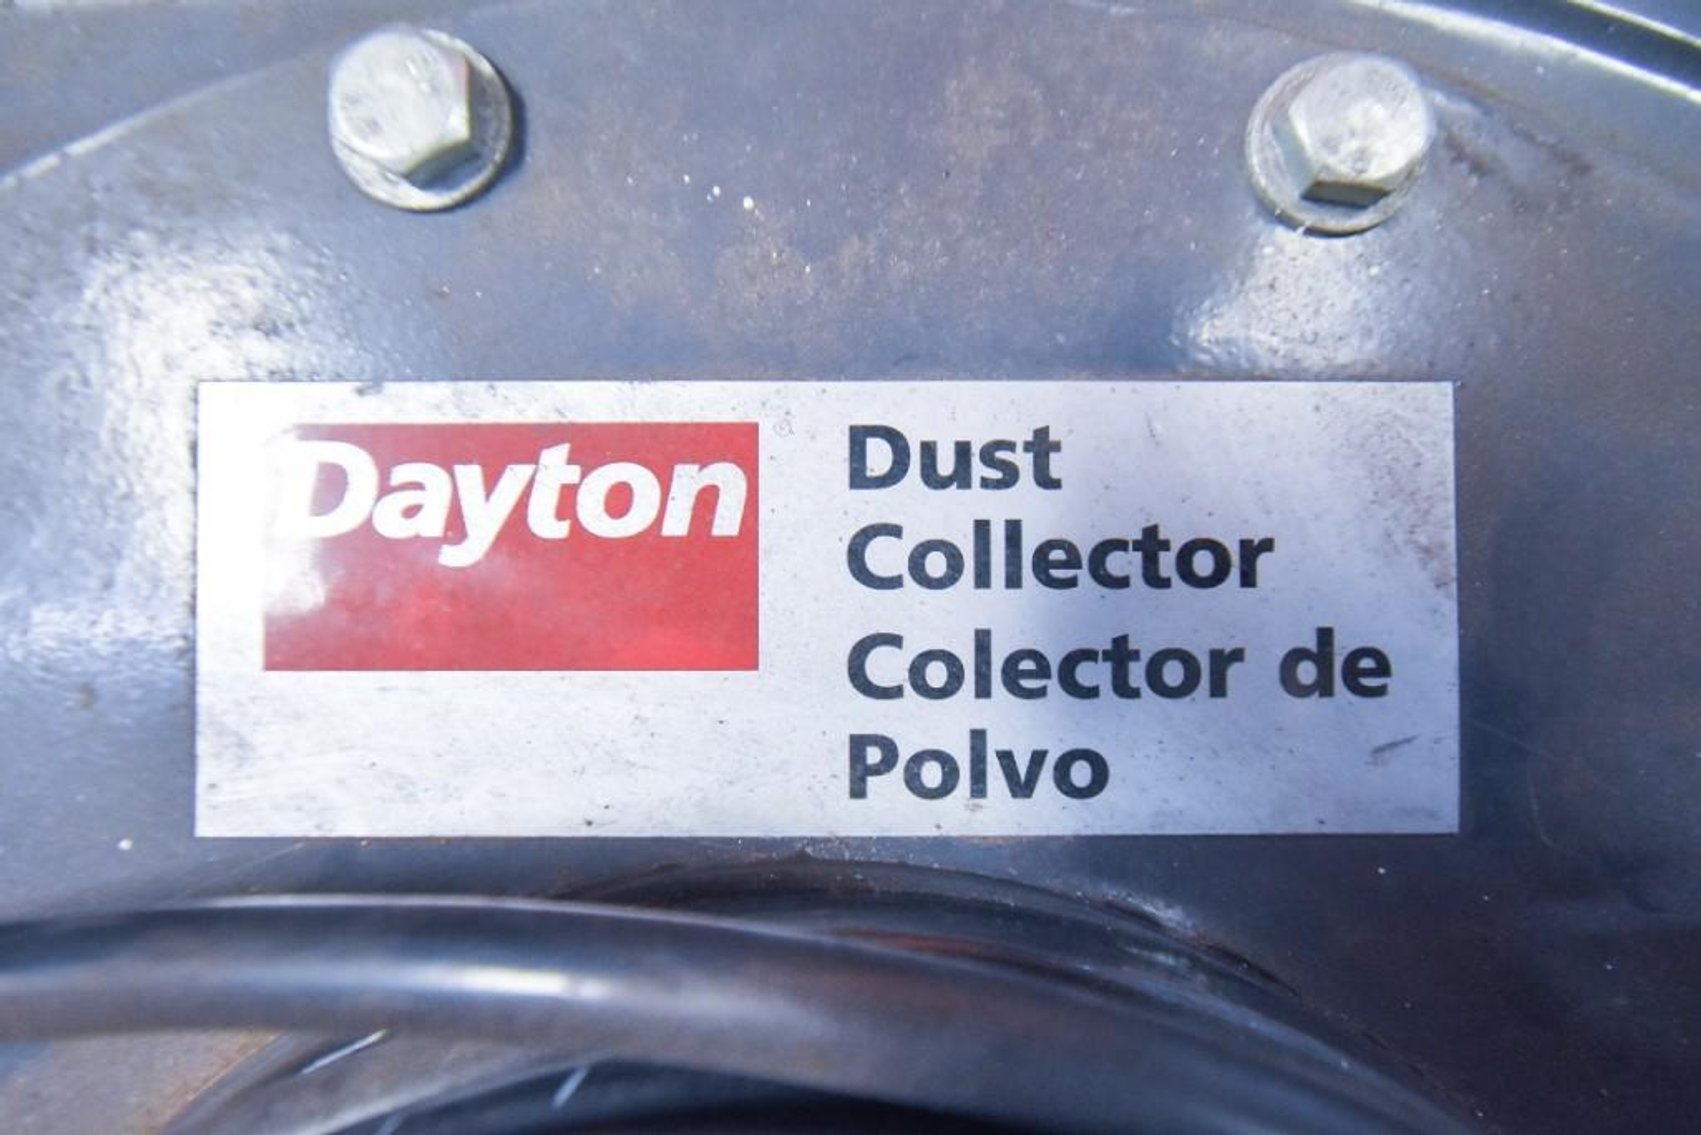 Dayton
Dust
Collector
Colector de
Polvo